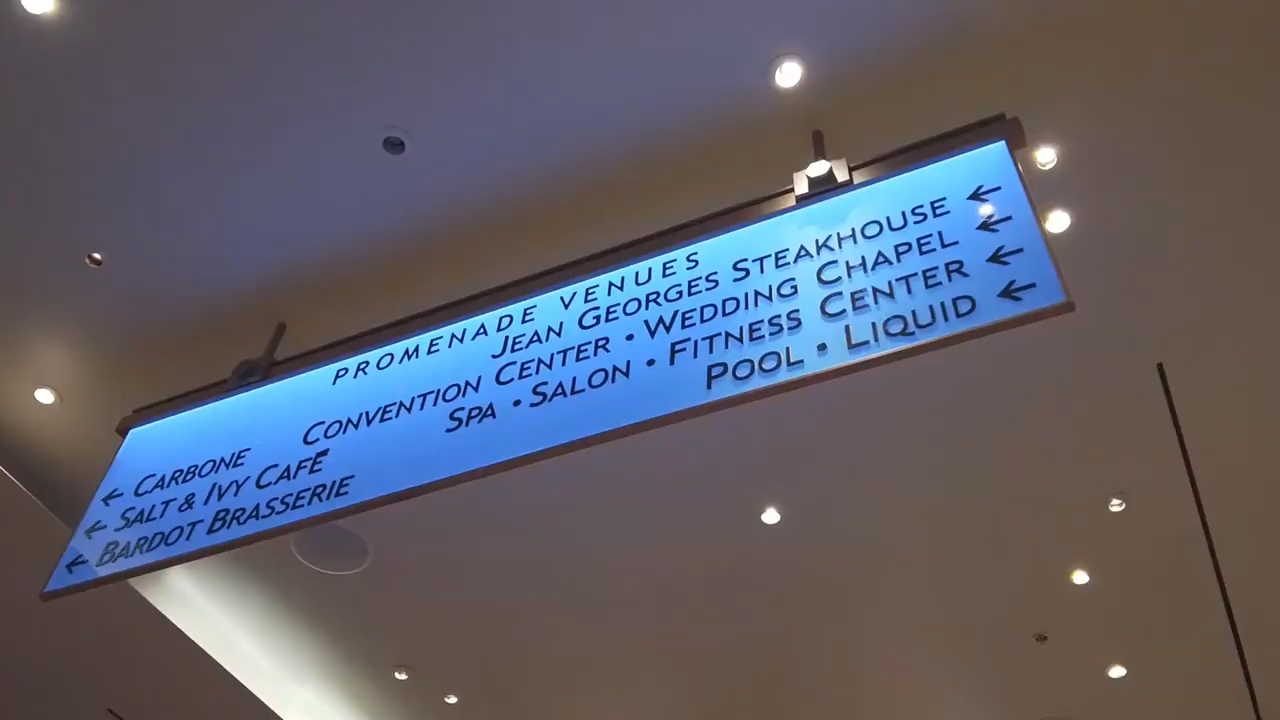 PROMENADE VENUES
JEAN GEORGES STEAKHOUSE ←
CONVENTION CENTER • WEDDING CHAPEL ←
SPA • SALON • FITNESS CENTER ←
POOL • LIQUID ←
← CARBONE
← SALT & IVY CAFÉ
← BARDOT BRASSERIE